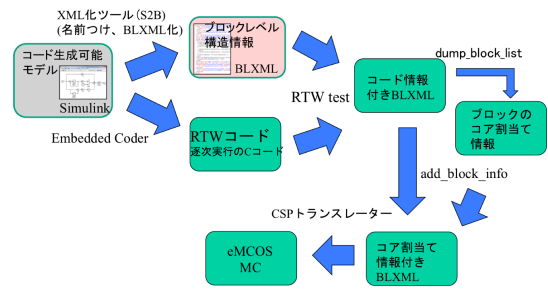 XML化ツール(S2B)
(名前つけ、BLXML化)
コード生成可能
モデル
Simulink
ブロックレベル
構造情報
BLXML
Embedded Coder
RTWコード
逐次実行のCコード
RTW test
コード情報
付きBLXML
dump_block_list
ブロックの
コア割当て
情報
add_block_info
CSPトランスレーター
コア割当て
情報付き
BLXML
eMCOS
MC